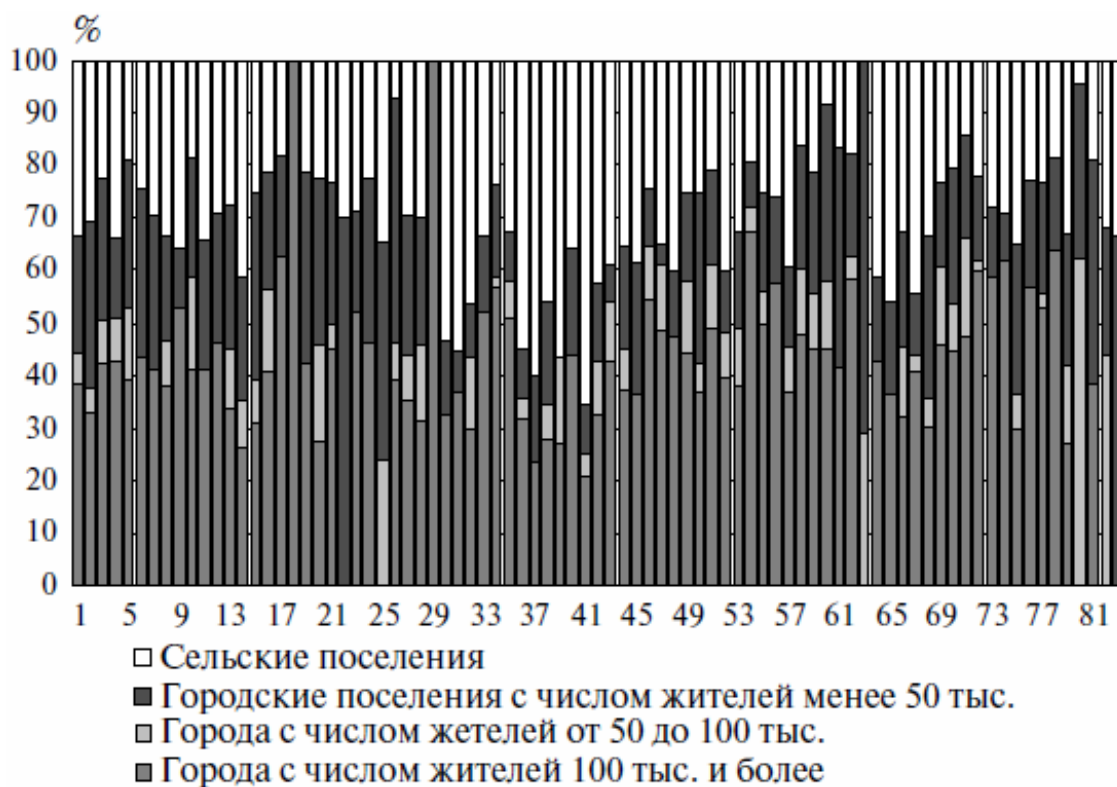 %
100
90
80
70
60
50
40
30
20
10
0
1 5 9 13 17 21 25 29 33 37 41 45 49 53 57 61 65 69 73 77 81
Сельские поселения
Городские поселения с числом жителей менее 50 тыс.
Города с числом жетелей от 50 до 100 тыс.
Города с числом жителей 100 тыс. и более